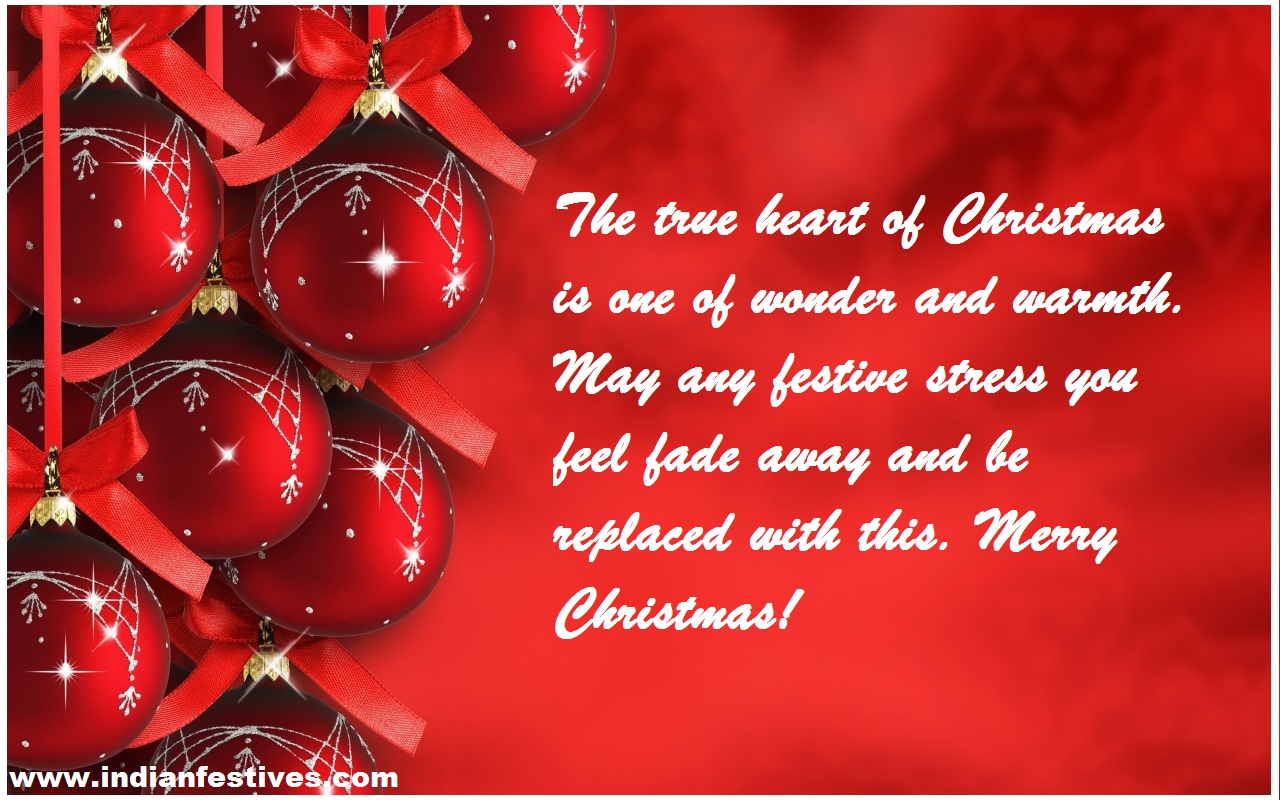 The true heart of Christmas
is one of wonder and warmth.
May any festive stress you
feel fade away and be
replaced with this. Merry
Christmas!
www.indianfestives.com